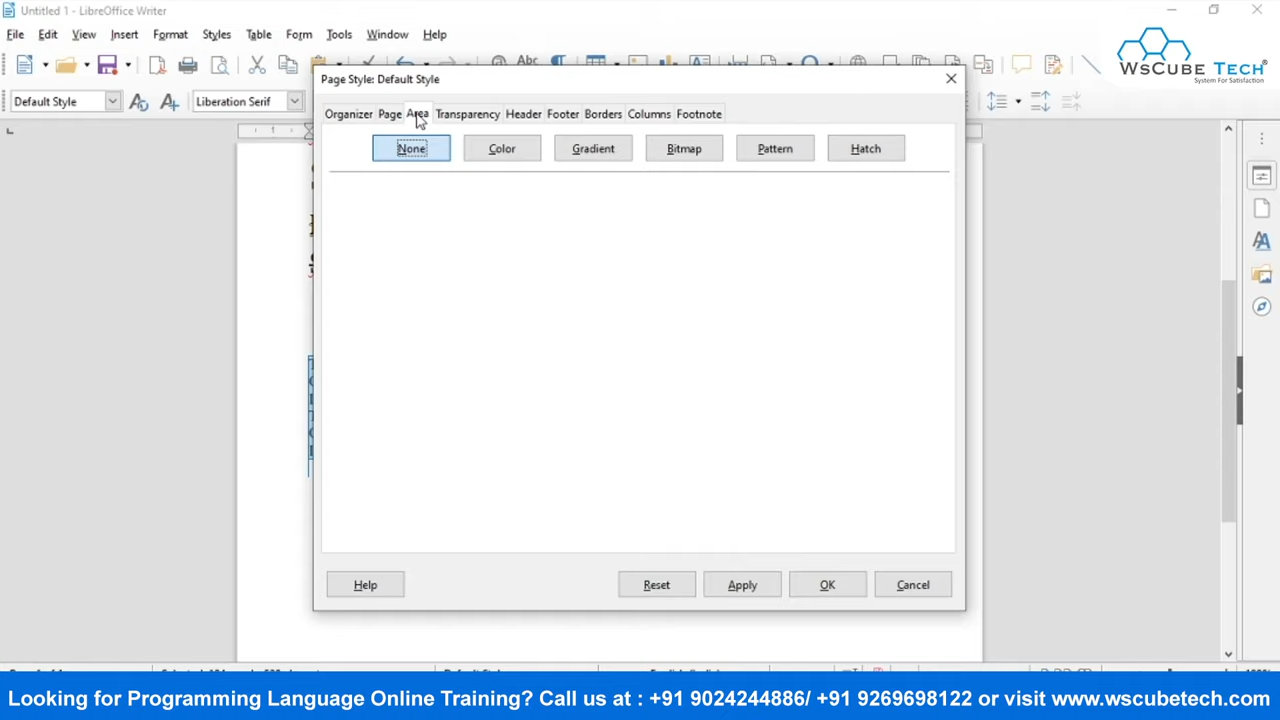 Untitled 1 - LibreOffice Writer
File Edit View Insert Format Styles Table Form Tools Window Help
WsCube Tech
System For Satisfaction
Default Style
Liberation Serif
Page Style: Default Style
Organizer Page Area Transparency Header Footer Borders Columns Footnote
None Color Gradient Bitmap Pattern Hatch
Help Reset Apply OK Cancel
Looking for Programming Language Online Training? Call us at : +91 9024244886/ +91 9269698122 or visit www.wscubetech.com